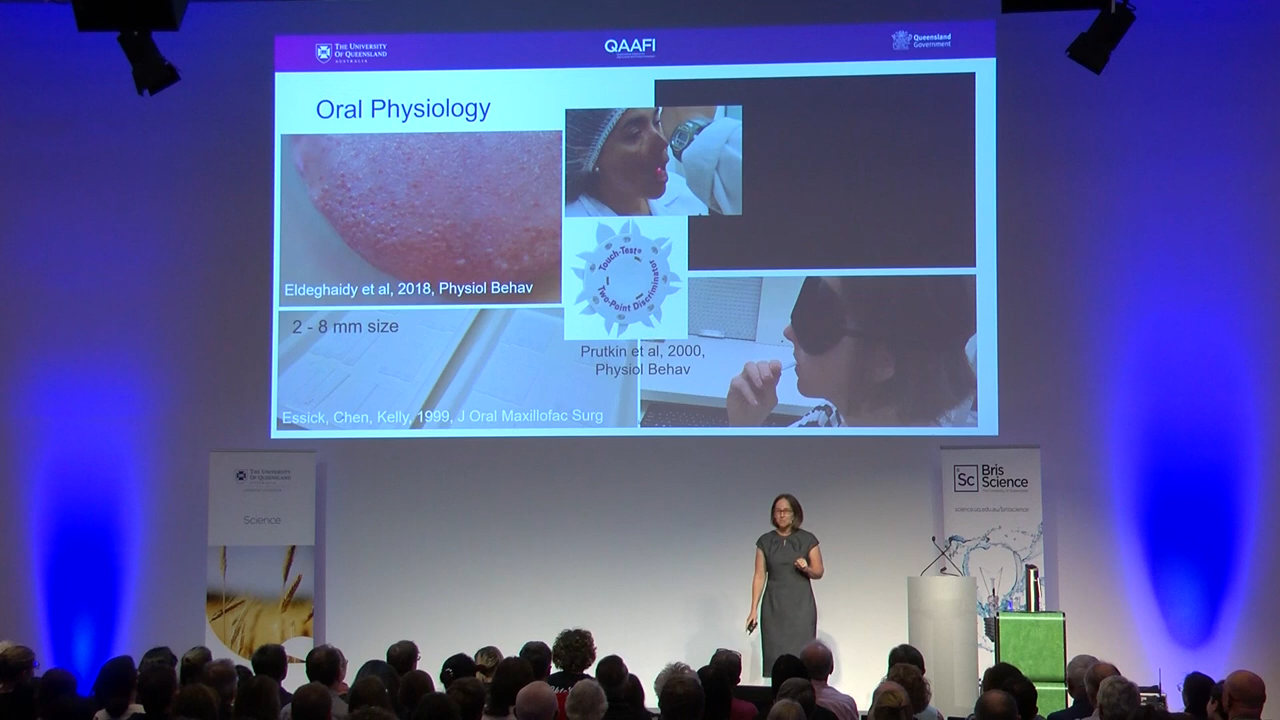 THE UNIVERSITY
OF QUEENSLAND
AUSTRALIA
QAAFI
Queensland
Government
Oral Physiology
Eldeghaidy et al, 2018, Physiol Behav
Touch-Test®
Two-Point Discriminator
2 - 8 mm size
Prutkin et al, 2000,
Physiol Behav
Essick, Chen, Kelly, 1999, J Oral Maxillofac Surg
THE UNIVERSITY
OF QUEENSLAND
Science
Sc
Bris
Science